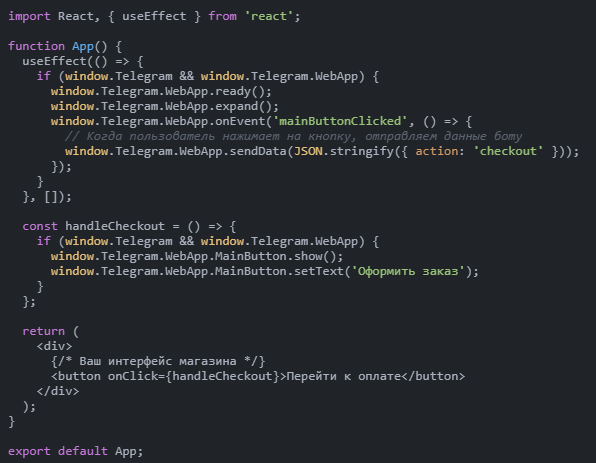 import React, { useEffect } from 'react';

function App() {
  useEffect(() => {
    if (window.Telegram && window.Telegram.WebApp) {
      window.Telegram.WebApp.ready();
      window.Telegram.WebApp.expand();
      window.Telegram.WebApp.onEvent('mainButtonClicked', () => {
        // Когда пользователь нажимает на кнопку, отправляем данные боту
        window.Telegram.WebApp.sendData(JSON.stringify({ action: 'checkout' }));
      });
    }
  }, []);

  const handleCheckout = () => {
    if (window.Telegram && window.Telegram.WebApp) {
      window.Telegram.WebApp.MainButton.show();
      window.Telegram.WebApp.MainButton.setText('Оформить заказ');
    }
  };

  return (
    <div>
      {/* Ваш интерфейс магазина */}
      <button onClick={handleCheckout}>Перейти к оплате</button>
    </div>
  );
}

export default App;